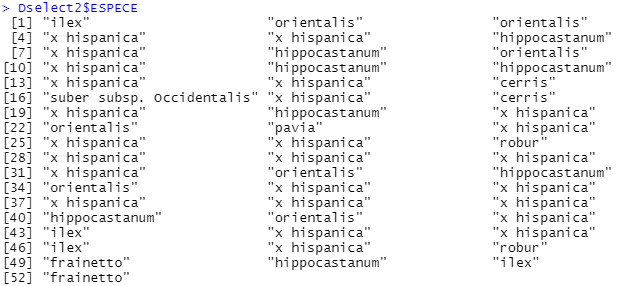 > Dselect2$ESPECE
[1] "ilex" "orientalis" "orientalis"
[4] "x hispanica" "x hispanica" "hippocastanum"
[7] "x hispanica" "hippocastanum" "orientalis"
[10] "x hispanica" "hippocastanum" "hippocastanum"
[13] "x hispanica" "x hispanica" "cerris"
[16] "suber subsp. Occidentalis" "x hispanica" "cerris"
[19] "x hispanica" "hippocastanum" "x hispanica"
[22] "orientalis" "pavia" "x hispanica"
[25] "x hispanica" "x hispanica" "robur"
[28] "x hispanica" "x hispanica" "x hispanica"
[31] "x hispanica" "orientalis" "hippocastanum"
[34] "orientalis" "x hispanica" "x hispanica"
[37] "x hispanica" "x hispanica" "x hispanica"
[40] "hippocastanum" "orientalis" "x hispanica"
[43] "ilex" "x hispanica" "x hispanica"
[46] "ilex" "x hispanica" "robur"
[49] "frainetto" "hippocastanum" "ilex"
[52] "frainetto"